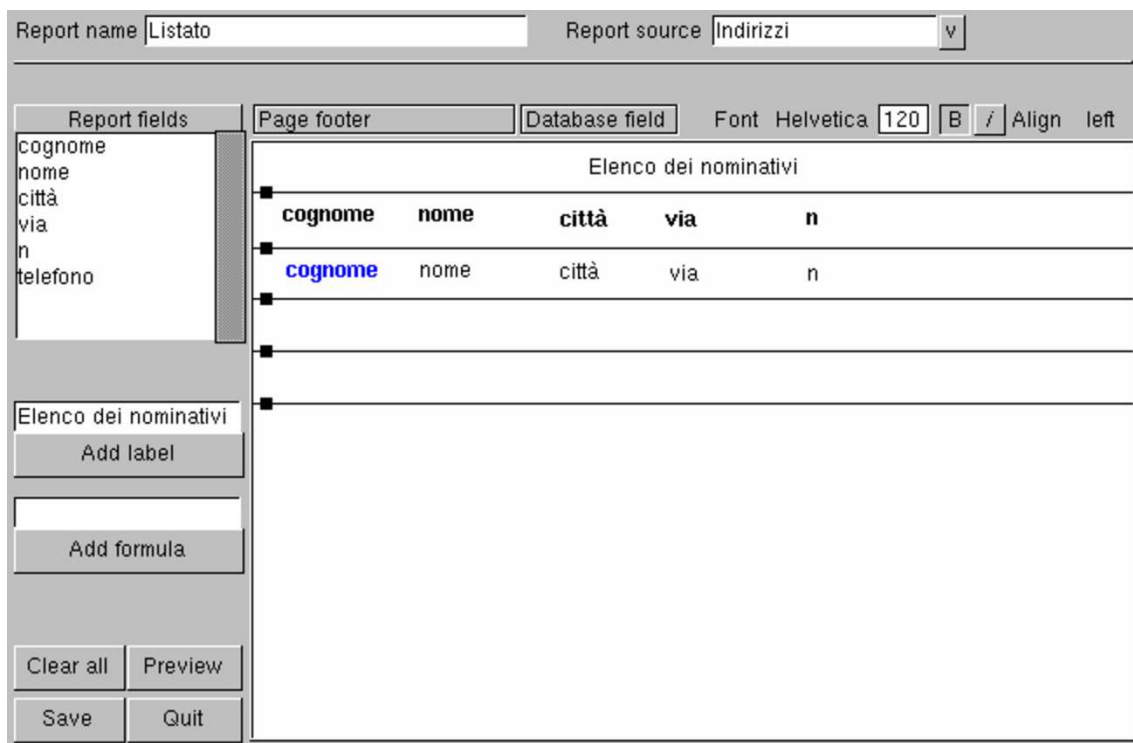 Report name Listato Report source Indirizzi v
Report fields Page footer Database field Font Helvetica 120 B i Align left
cognome
nome
città
via
n
telefono
Elenco dei nominativi
cognome nome città via n
cognome nome città via n
Elenco dei nominativi
Add label
Add formula
Clear all Preview
Save Quit